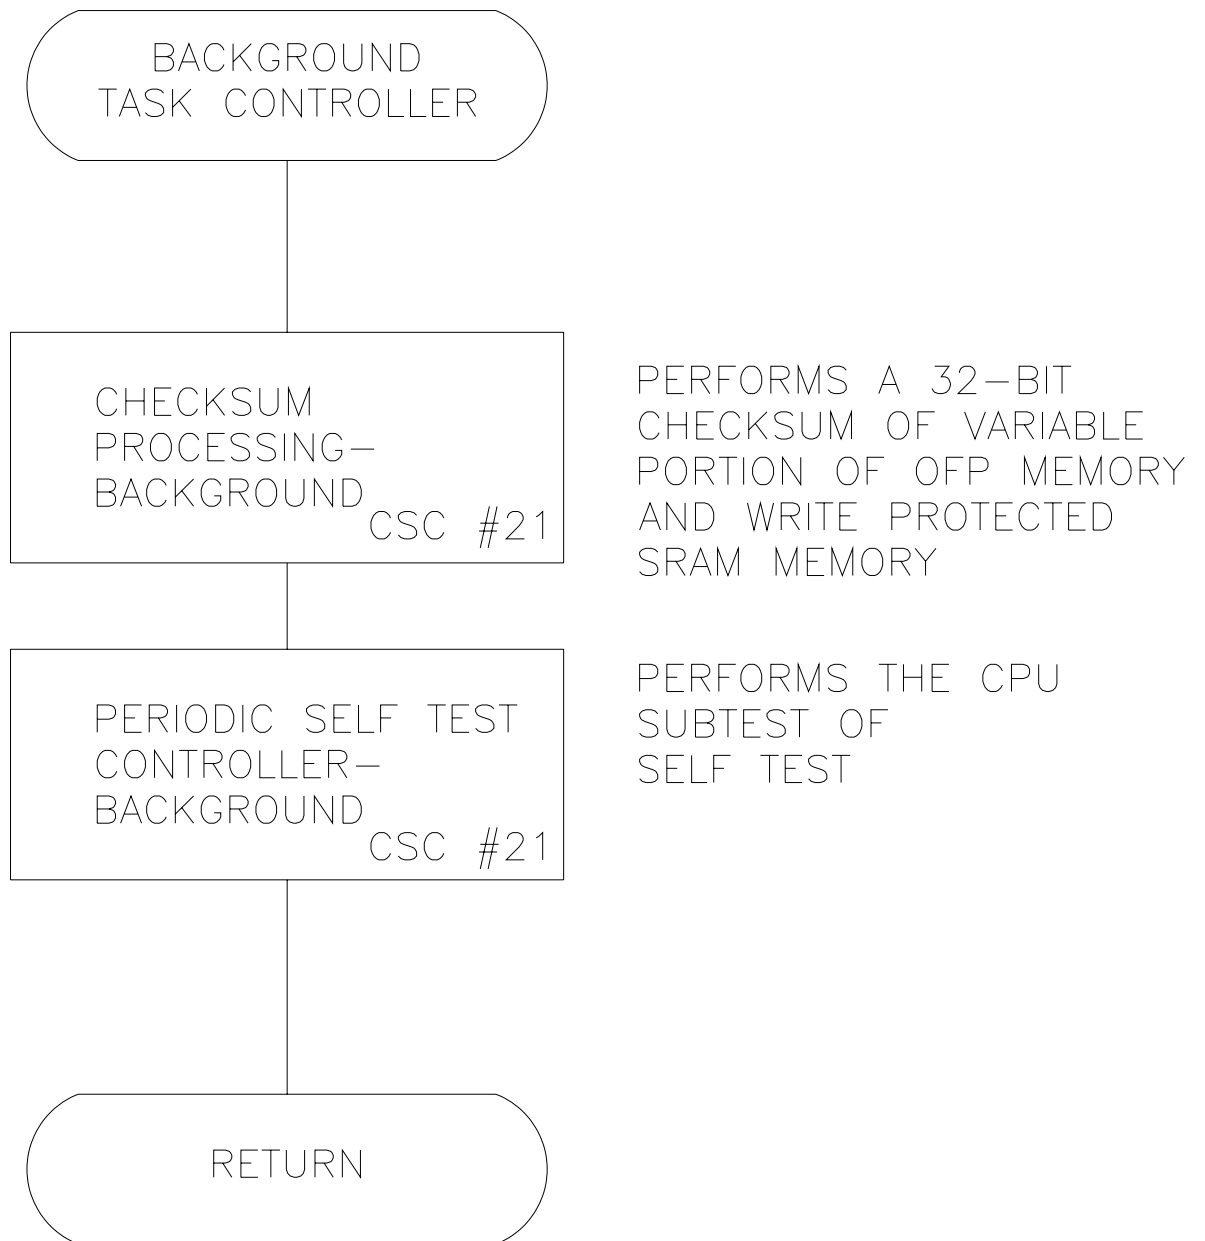 BACKGROUND
TASK CONTROLLER
CHECKSUM
PROCESSING-
BACKGROUND
CSC #21
PERFORMS A 32-BIT
CHECKSUM OF VARIABLE
PORTION OF OFP MEMORY
AND WRITE PROTECTED
SRAM MEMORY
PERIODIC SELF TEST
CONTROLLER-
BACKGROUND
CSC #21
PERFORMS THE CPU
SUBTEST OF
SELF TEST
RETURN